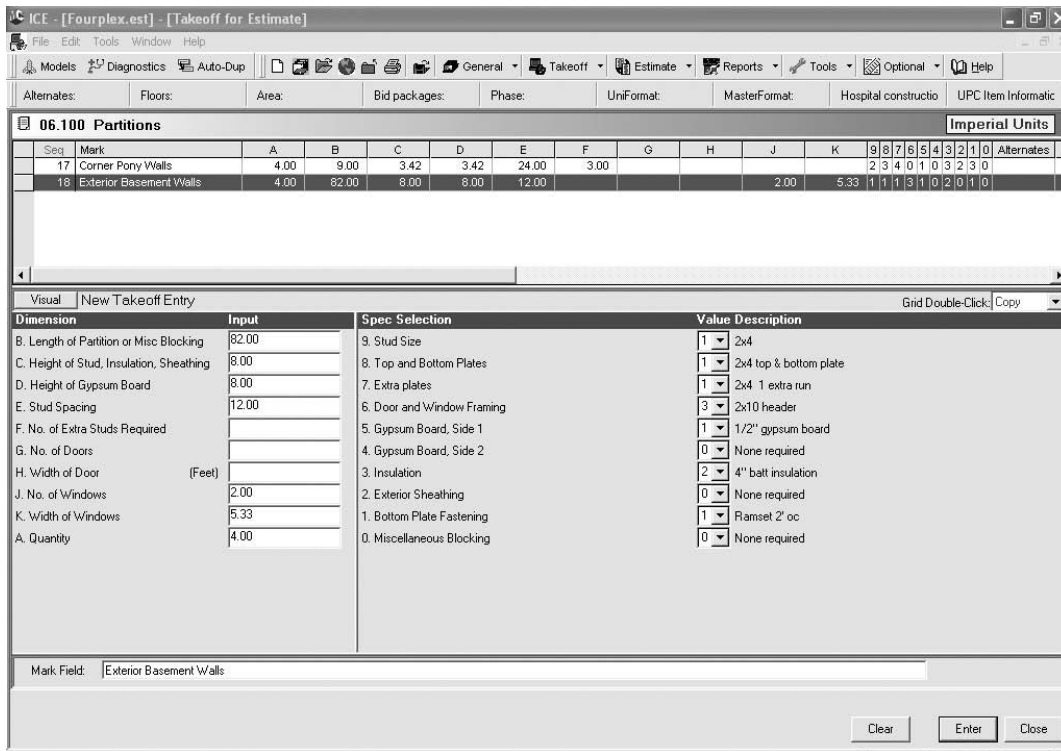 ICE - [Fourplex.est] - [Takeoff for Estimate]
File Edit Tools Window Help
Models Diagnostics Auto-Dup General Takeoff Estimate Reports Tools Optional Help
Alternates: Floors: Area: Bid packages: Phase: UniFormat: MasterFormat: Hospital constructio UPC Item Informatic
06.100 Partitions Imperial Units
Seq Mark A B C D E F G H J K 9 8 7 6 5 4 3 2 1 0 Alternates
17 Corner Pony Walls 4.00 9.00 3.42 3.42 24.00 3.00 2 3 4 0 1 0 3 2 3 0
18 Exterior Basement Walls 4.00 82.00 8.00 8.00 12.00 2.00 5.33 1 1 1 3 1 0 2 0 1 0
Visual New Takeoff Entry Grid Double-Click: Copy
Dimension Input Spec Selection Value Description
B. Length of Partition or Misc Blocking 82.00 9. Stud Size 1 2x4
C. Height of Stud, Insulation, Sheathing 8.00 8. Top and Bottom Plates 1 2x4 top & bottom plate
D. Height of Gypsum Board 8.00 7. Extra plates 1 2x4 1 extra run
E. Stud Spacing 12.00 6. Door and Window Framing 3 2x10 header
F. No. of Extra Studs Required 5. Gypsum Board, Side 1 1 1/2" gypsum board
G. No. of Doors 4. Gypsum Board, Side 2 0 None required
H. Width of Door (Feet) 3. Insulation 2 4" batt insulation
J. No. of Windows 2.00 2. Exterior Sheathing 0 None required
K. Width of Windows 5.33 1. Bottom Plate Fastening 1 Ramset 2' oc
A. Quantity 4.00 0. Miscellaneous Blocking 0 None required
Mark Field: Exterior Basement Walls
Clear Enter Close